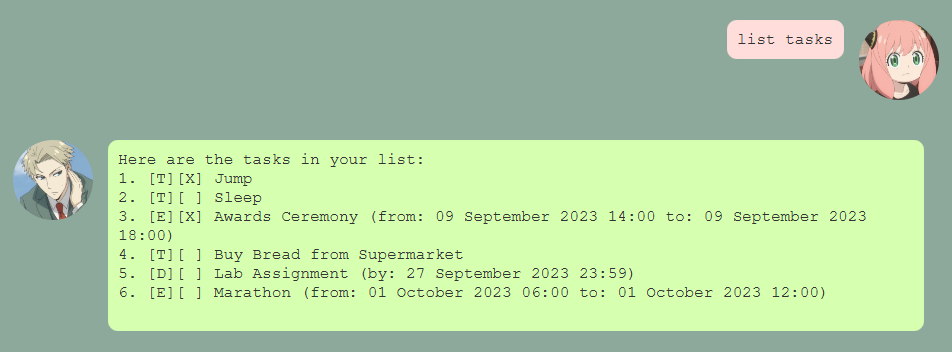 list tasks
Here are the tasks in your list:
1. [T][X] Jump
2. [T][ ] Sleep
3. [E][X] Awards Ceremony (from: 09 September 2023 14:00 to: 09 September 2023
18:00)
4. [T][ ] Buy Bread from Supermarket
5. [D][ ] Lab Assignment (by: 27 September 2023 23:59)
6. [E][ ] Marathon (from: 01 October 2023 06:00 to: 01 October 2023 12:00)